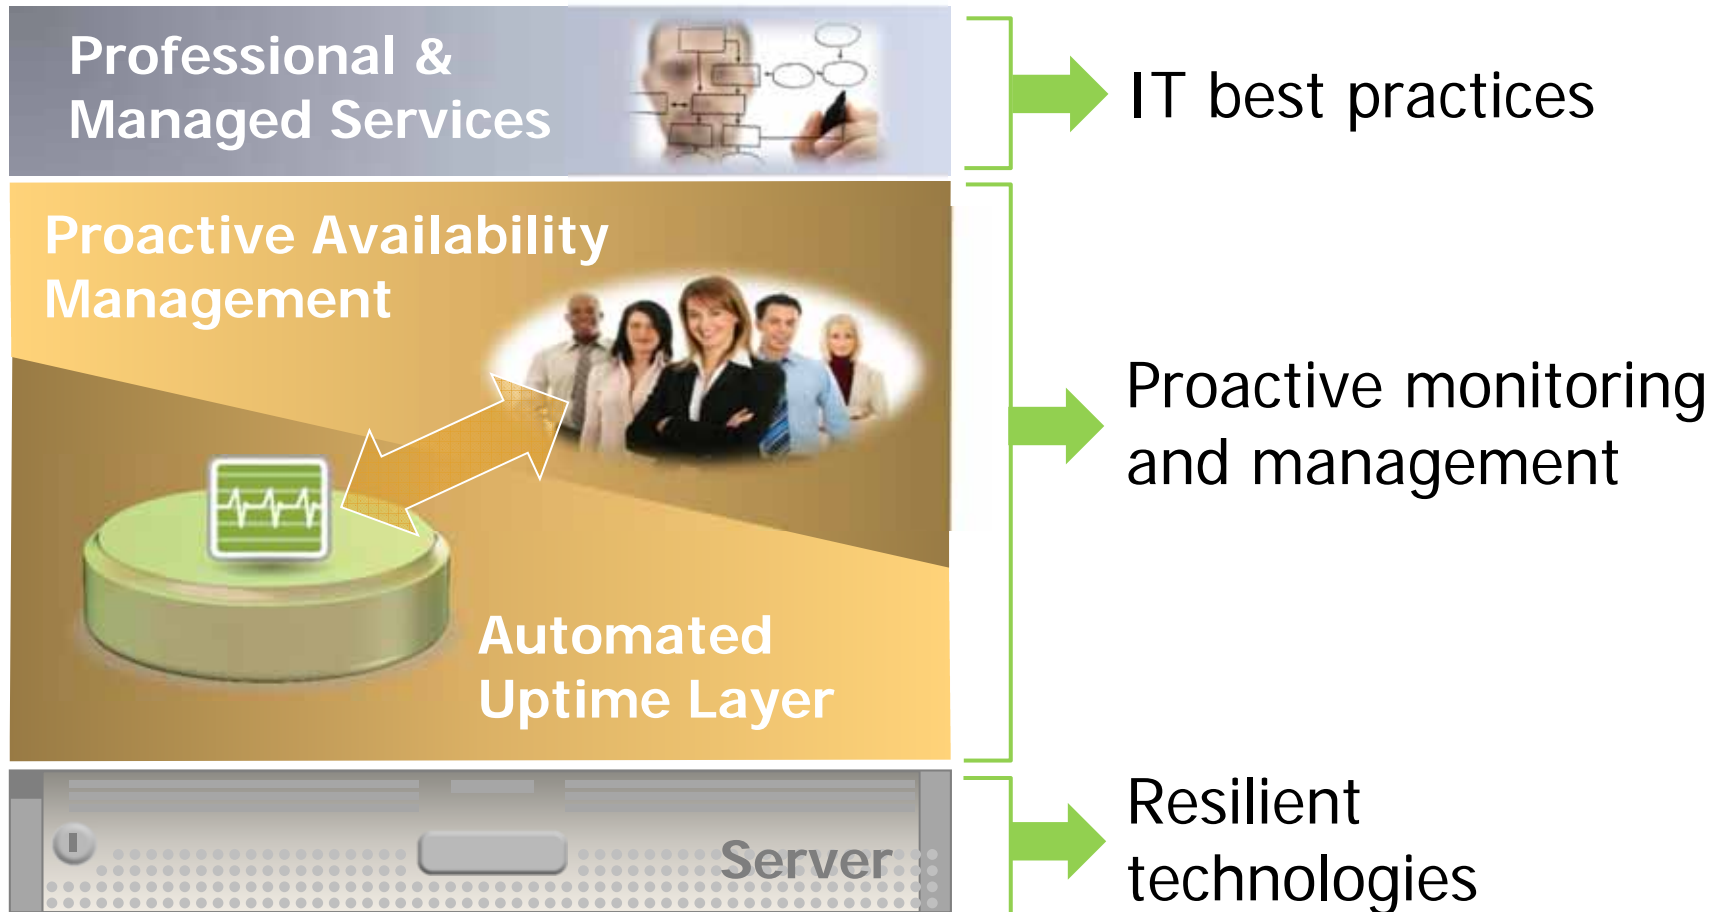 Professional &
Managed Services
IT best practices
Proactive Availability
Management
Proactive monitoring
and management
Automated
Uptime Layer
Server
Resilient
technologies